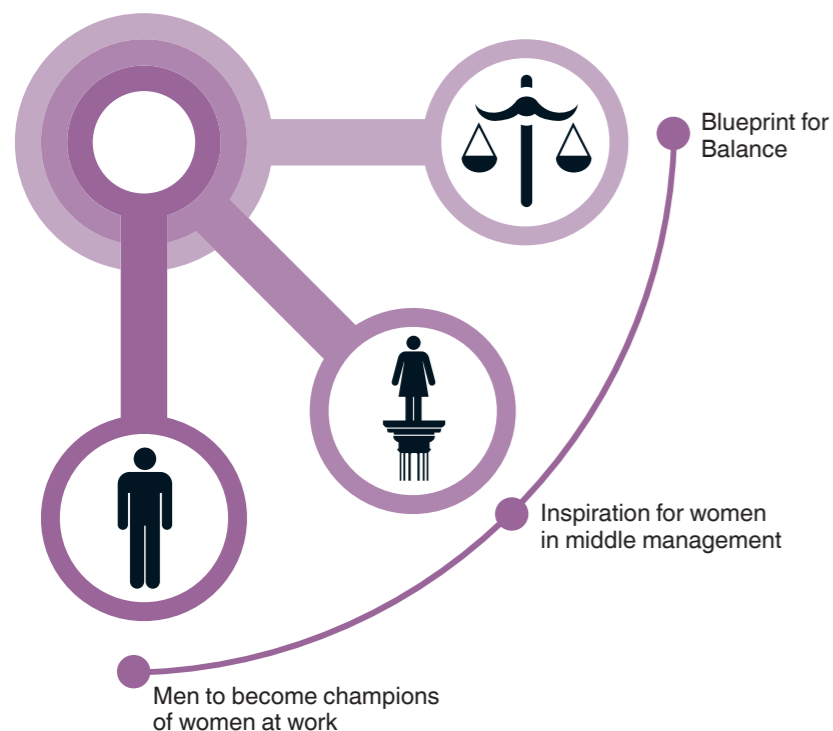 Blueprint for
Balance
Inspiration for women
in middle management
Men to become champions
of women at work